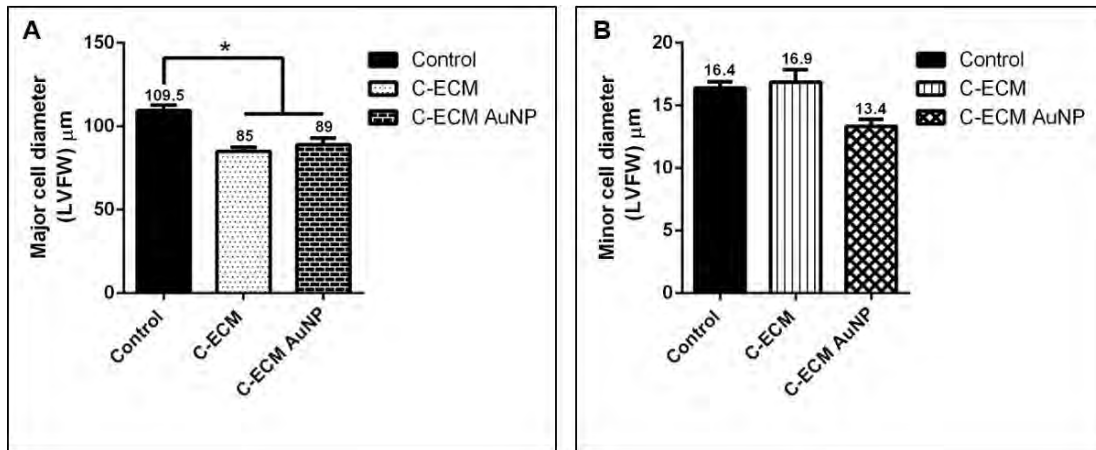 A
Major cell diameter
(LVFW) μm
150
100
50
0
*
109.5
85
89
Control
C-ECM
C-ECM AuNP
Control
C-ECM
C-ECM AuNP
B
Minor cell diameter
(LVFW) μm
20
15
10
5
0
16.4
16.9
13.4
Control
C-ECM
C-ECM AuNP
Control
C-ECM
C-ECM AuNP